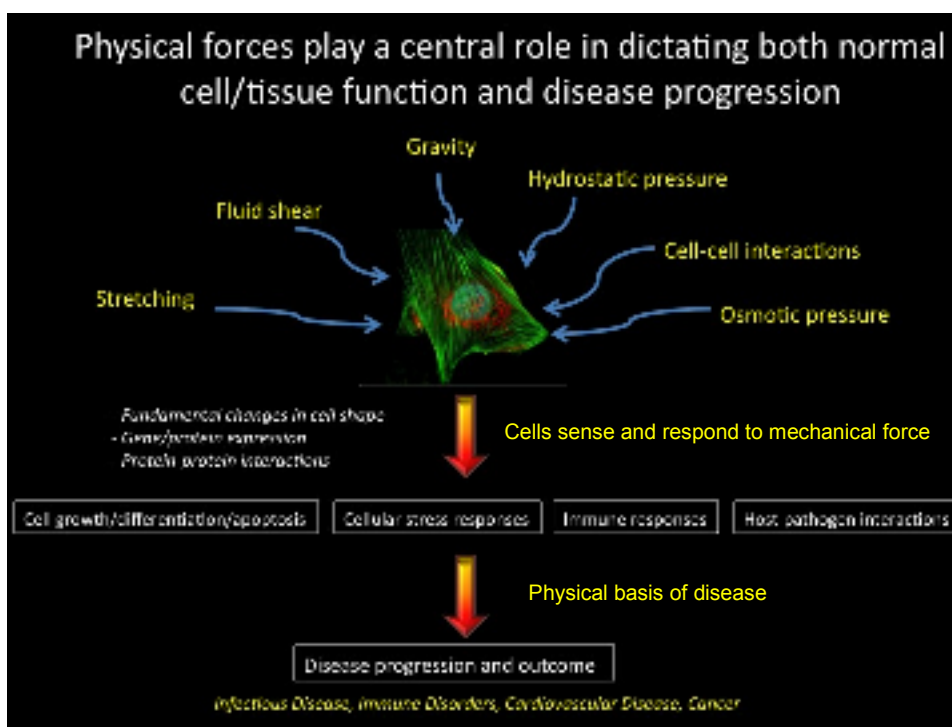 Physical forces play a central role in dictating both normal
cell/tissue function and disease progression
Gravity
Hydrostatic pressure
Fluid shear
Cell-cell interactions
Stretching
Osmotic pressure
- Fundamental changes in cell shape
- Gene/protein expression
- Protein-protein interactions
Cells sense and respond to mechanical force
Cell growth/differentiation/apoptosis
Cellular stress responses
Immune responses
Host-pathogen interactions
Physical basis of disease
Disease progression and outcome
Infectious Disease, Immune Disorders, Cardiovascular Disease, Cancer